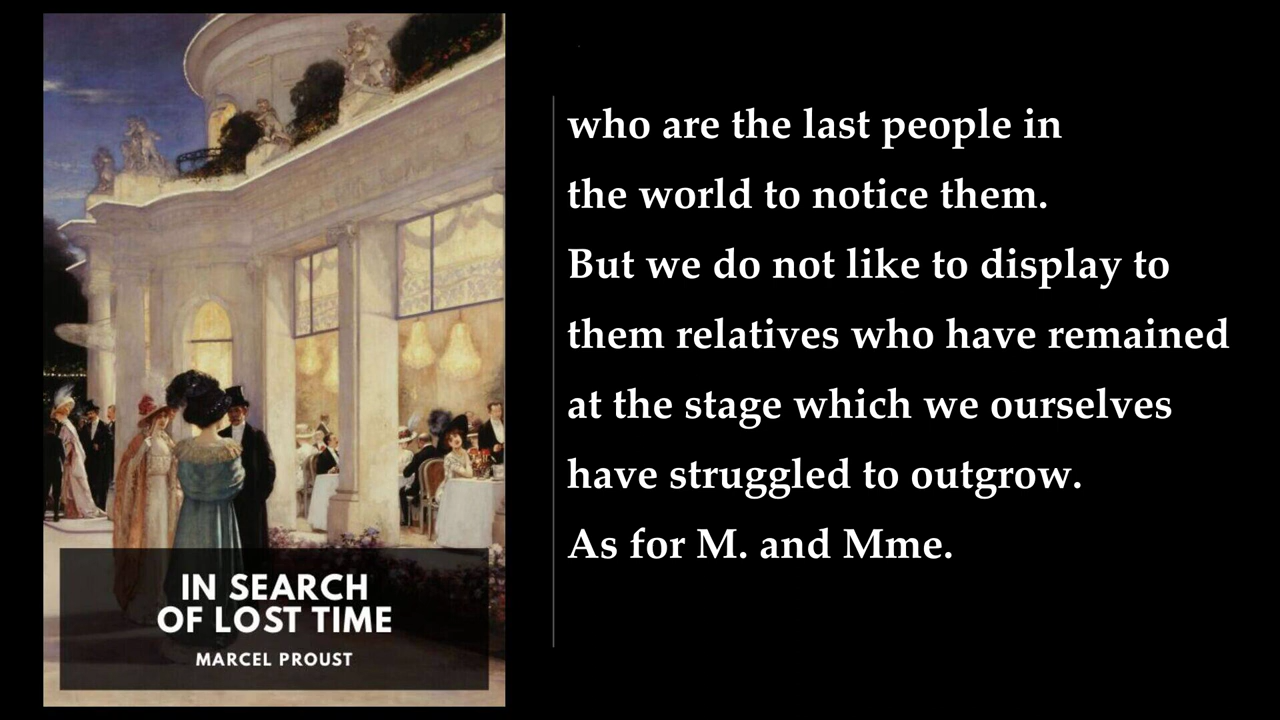 who are the last people in
the world to notice them.
But we do not like to display to
them relatives who have remained
at the stage which we ourselves
have struggled to outgrow.
As for M. and Mme.
IN SEARCH
OF LOST TIME
MARCEL PROUST